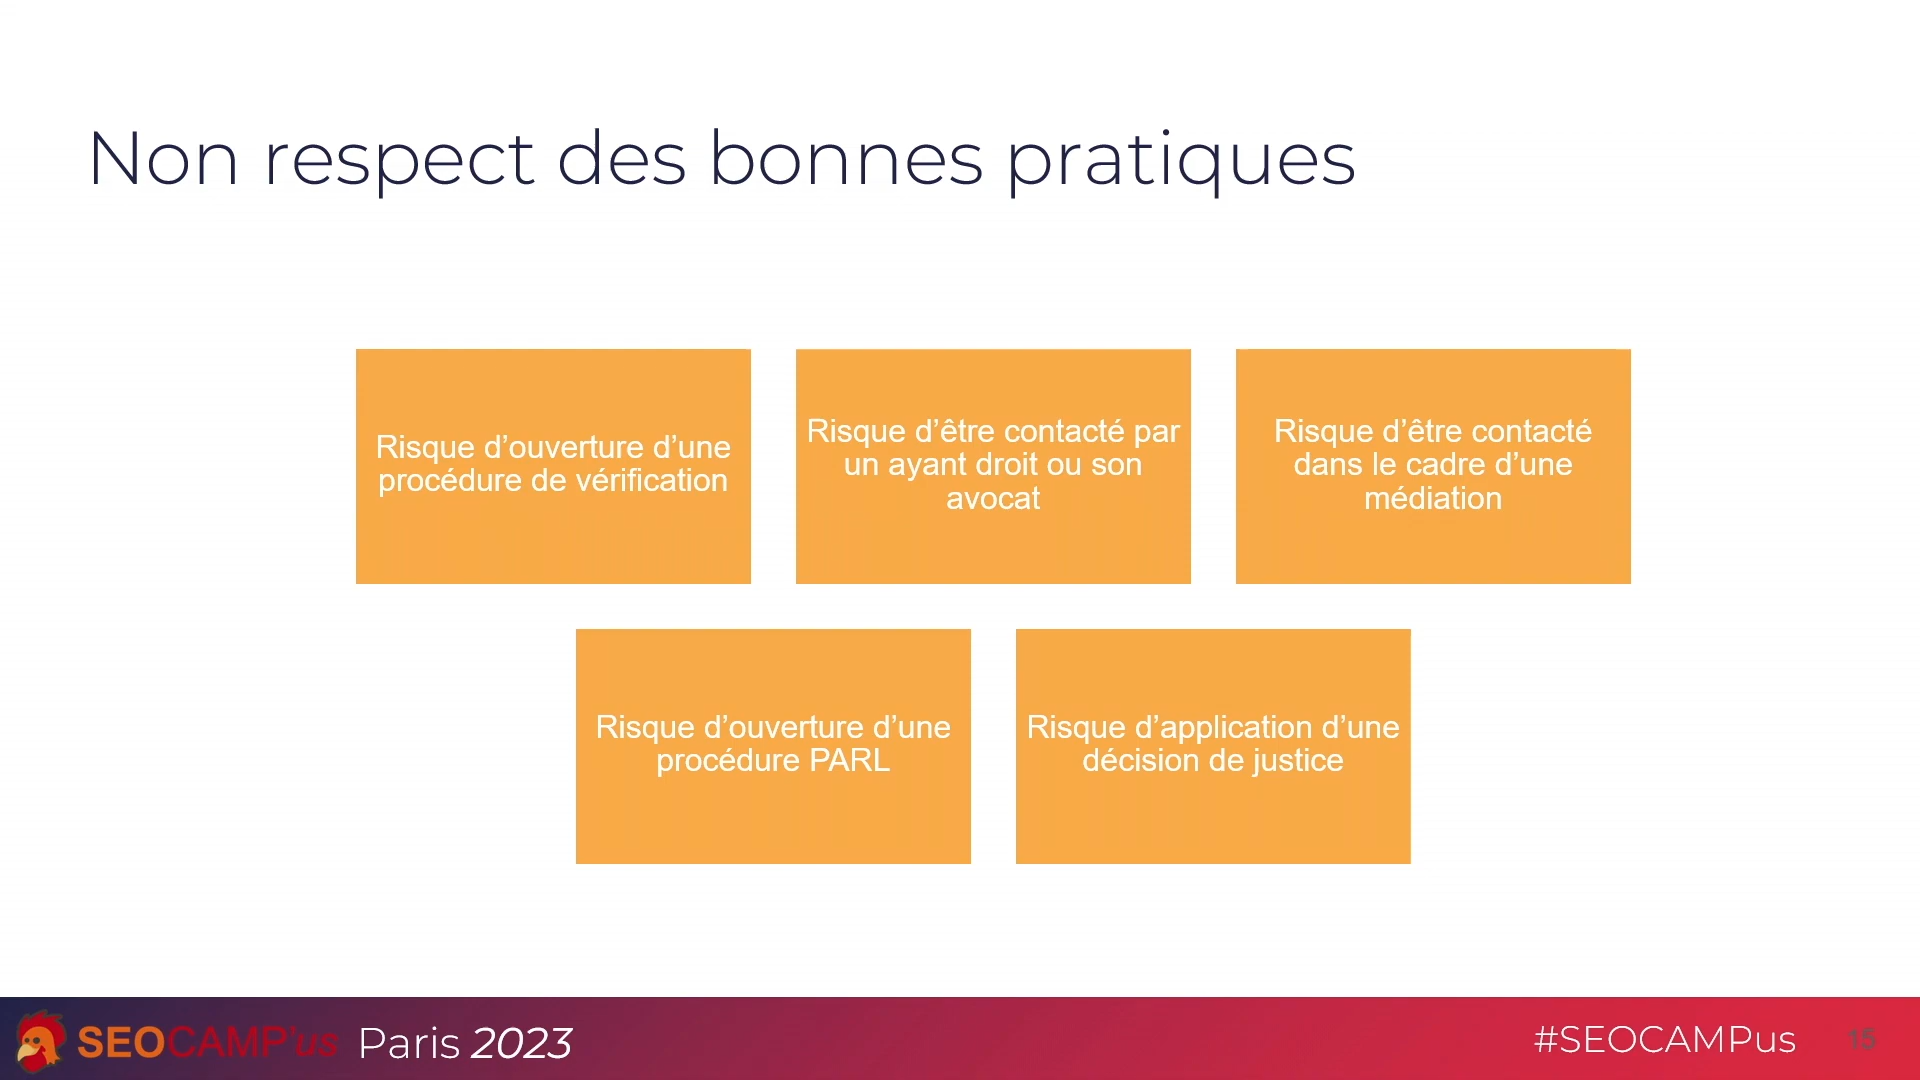 Non respect des bonnes pratiques
Risque d’ouverture d’une
procédure de vérification
Risque d’être contacté par
un ayant droit ou son
avocat
Risque d’être contacté
dans le cadre d’une
médiation
Risque d’ouverture d’une
procédure PARL
Risque d’application d’une
décision de justice
SEOCAMP'us Paris 2023
#SEOCAMPus
15